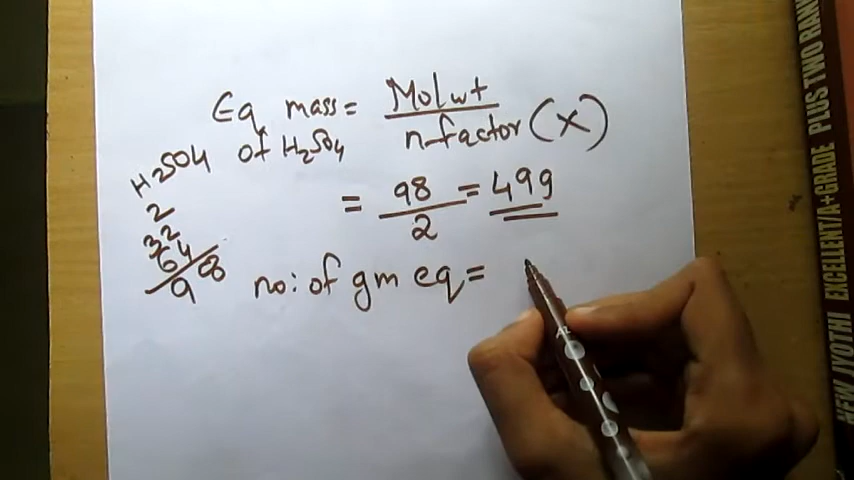 Eq mass = Mol wt / n-factor (X)
of H2SO4
= 98 / 2 = 49g
no: of gm eq =
H2SO4
2
32
64
98
NEW JYOTHI EXCELLENT/A+GRADE PLUS TWO RAN